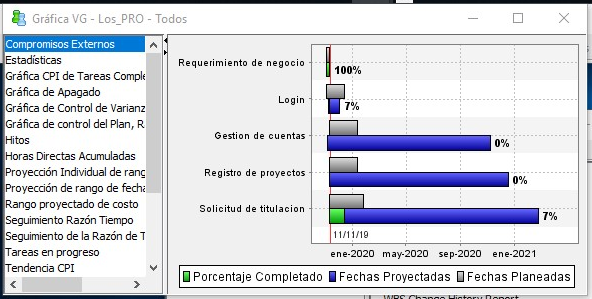 Gráfica VG - Los_PRO - Todos
Compromisos Externos
Estadísticas
Gráfica CPI de Tareas Comple
Gráfica de Apagado
Gráfica de Control de Varianz
Gráfica de control del Plan, R
Hitos
Horas Directas Acumuladas
Proyección Individual de rang
Proyección de rango de fecha
Rango proyectado de costo
Seguimiento Razón Tiempo
Seguimiento de la Razón de T
Tareas en progreso
Tendencia CPI
Requerimiento de negocio
100%
Login
7%
Gestion de cuentas
0%
Registro de proyectos
0%
Solicitud de titulacion
7%
11/11/19
ene-2020 may-2020 sep-2020 ene-2021
Porcentaje Completado Fechas Proyectadas Fechas Planeadas
WBS Change History Report